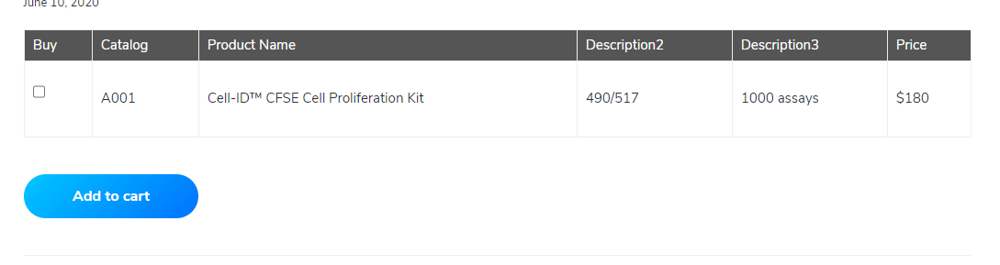 June 10, 2020
Buy Catalog Product Name Description2 Description3 Price
A001 Cell-ID™ CFSE Cell Proliferation Kit 490/517 1000 assays $180
Add to cart